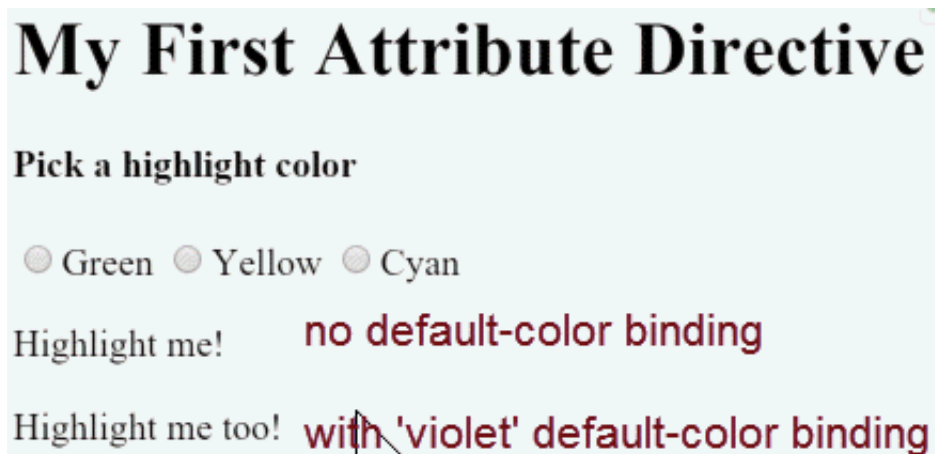 My First Attribute Directive
Pick a highlight color
Green Yellow Cyan
Highlight me! no default-color binding
Highlight me too! with 'violet' default-color binding